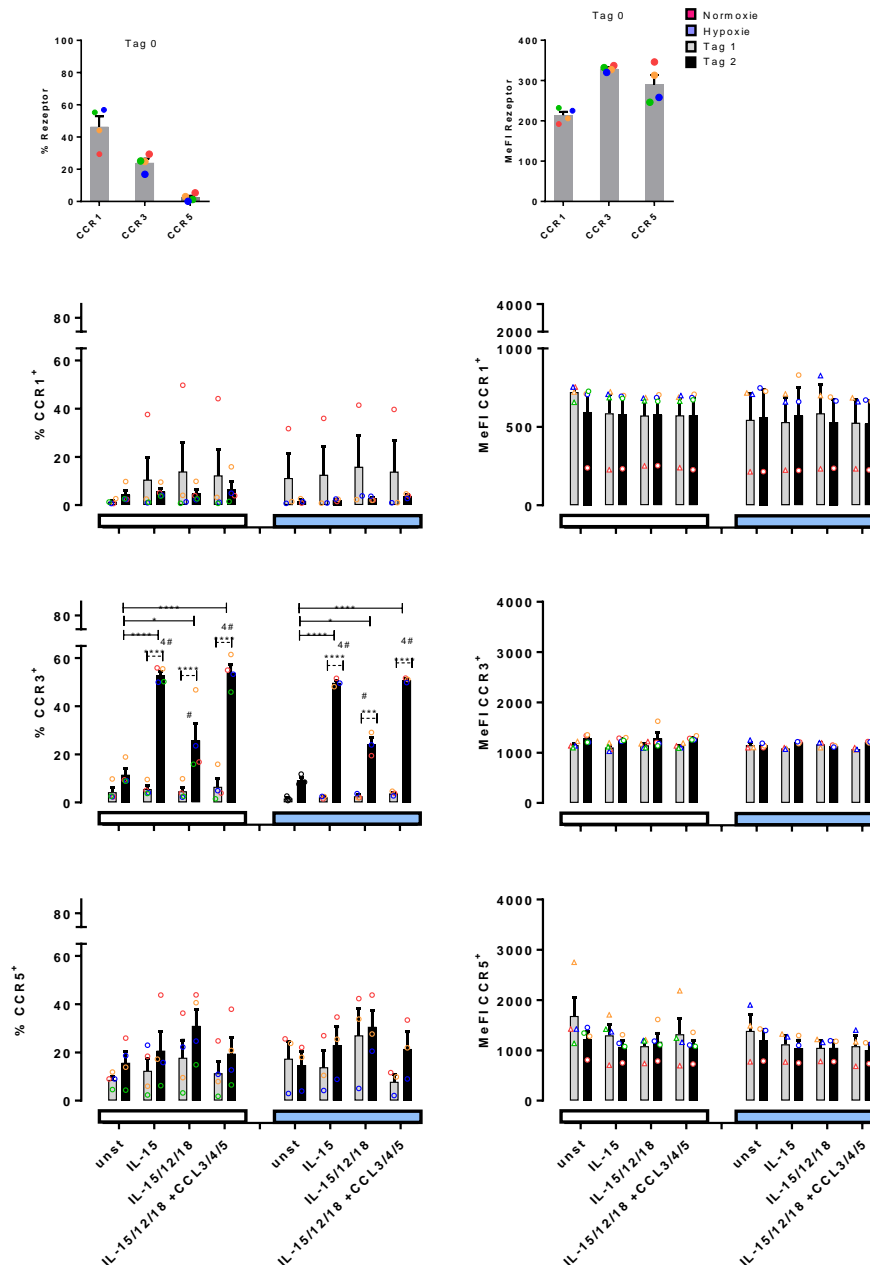 Tag 0
% Rezeptor
100
80
60
40
20
0
CCR1
CCR3
CCR5
Tag 0
MeFI Rezeptor
400
300
200
100
0
CCR1
CCR3
CCR5
Normoxie
Hypoxie
Tag 1
Tag 2
% CCR1+
80
60
40
20
0
MeFI CCR1+
4000
2000
1000
500
0
% CCR3+
80
60
40
20
0
****
*
****
4#
****
****
#
4#
****
****
*
****
4#
****
#
***
4#
****
MeFI CCR3+
4000
3000
2000
1000
0
% CCR5+
80
60
40
20
0
MeFI CCR5+
4000
3000
2000
1000
0
unst
IL-15
IL-15/12/18
IL-15/12/18 +CCL3/4/5
unst
IL-15
IL-15/12/18
IL-15/12/18 +CCL3/4/5
unst
IL-15
IL-15/12/18
IL-15/12/18 +CCL3/4/5
unst
IL-15
IL-15/12/18
IL-15/12/18 +CCL3/4/5